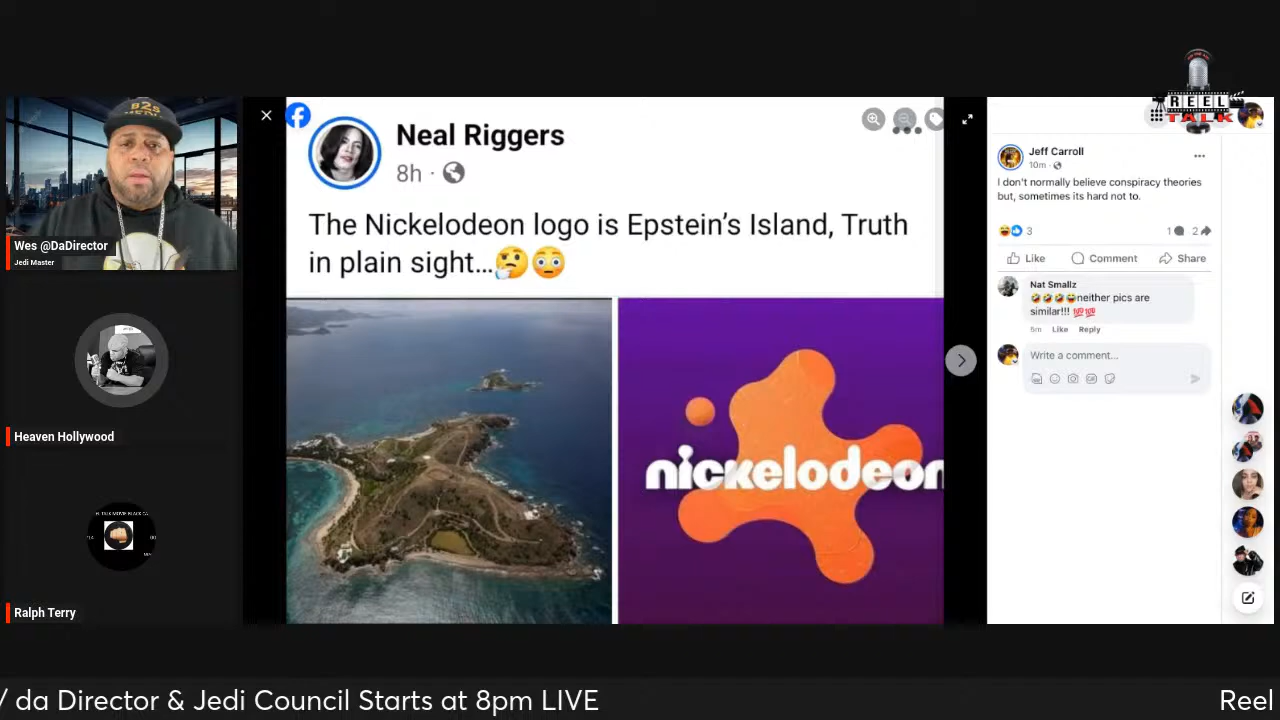 B2s
Wes @DaDirector
Jedi Master
Heaven Hollywood
Ralph Terry
Neal Riggers
8h ·
The Nickelodeon logo is Epstein's Island, Truth
in plain sight...🤔😳
nickelodeon
REEL
TALK
Jeff Carroll
10m ·
I don't normally believe conspiracy theories
but, sometimes its hard not to.
3
1 2
Like Comment Share
Nat Smallz
🤣🤣🤣😂neither pics are
similar!!! 💯💯
Like Reply
Write a comment...
/ da Director & Jedi Council Starts at 8pm LIVE
Reel